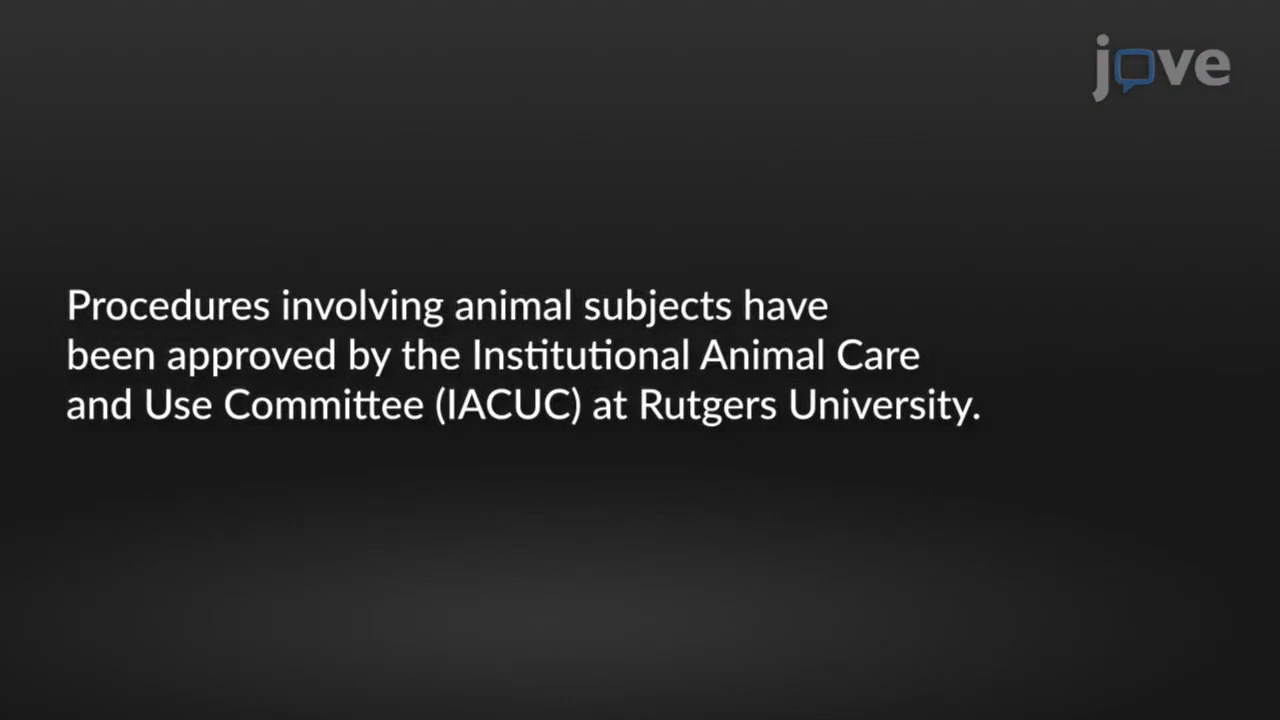 jove
Procedures involving animal subjects have
been approved by the Institutional Animal Care
and Use Committee (IACUC) at Rutgers University.